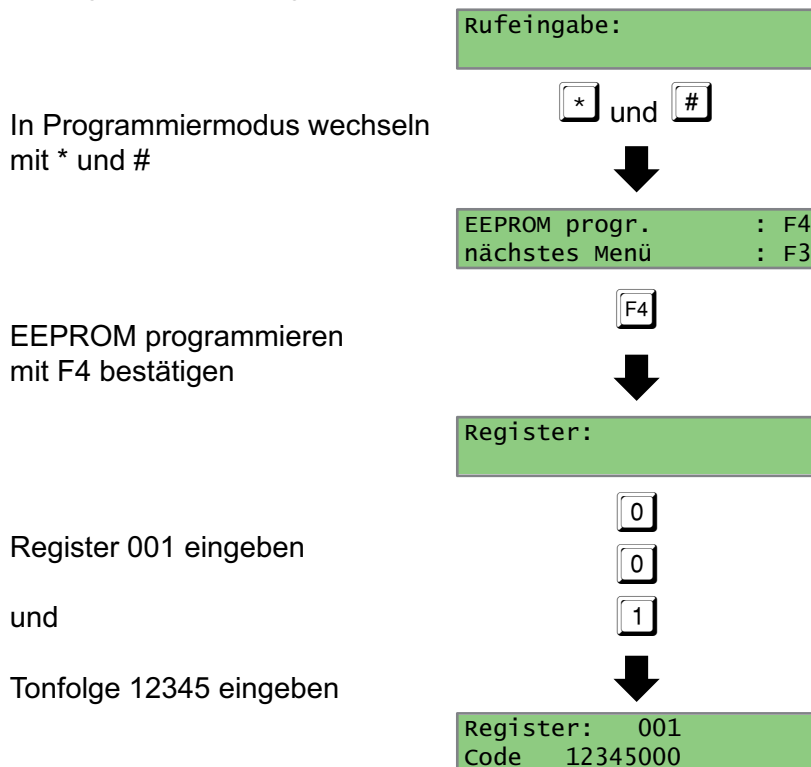 Rufeingabe:
* und #
In Programmiermodus wechseln
mit * und #
EEPROM progr. : F4
nächstes Menü : F3
F4
EEPROM programmieren
mit F4 bestätigen
Register:
0
Register 001 eingeben
0
und
1
Tonfolge 12345 eingeben
Register: 001
Code 12345000